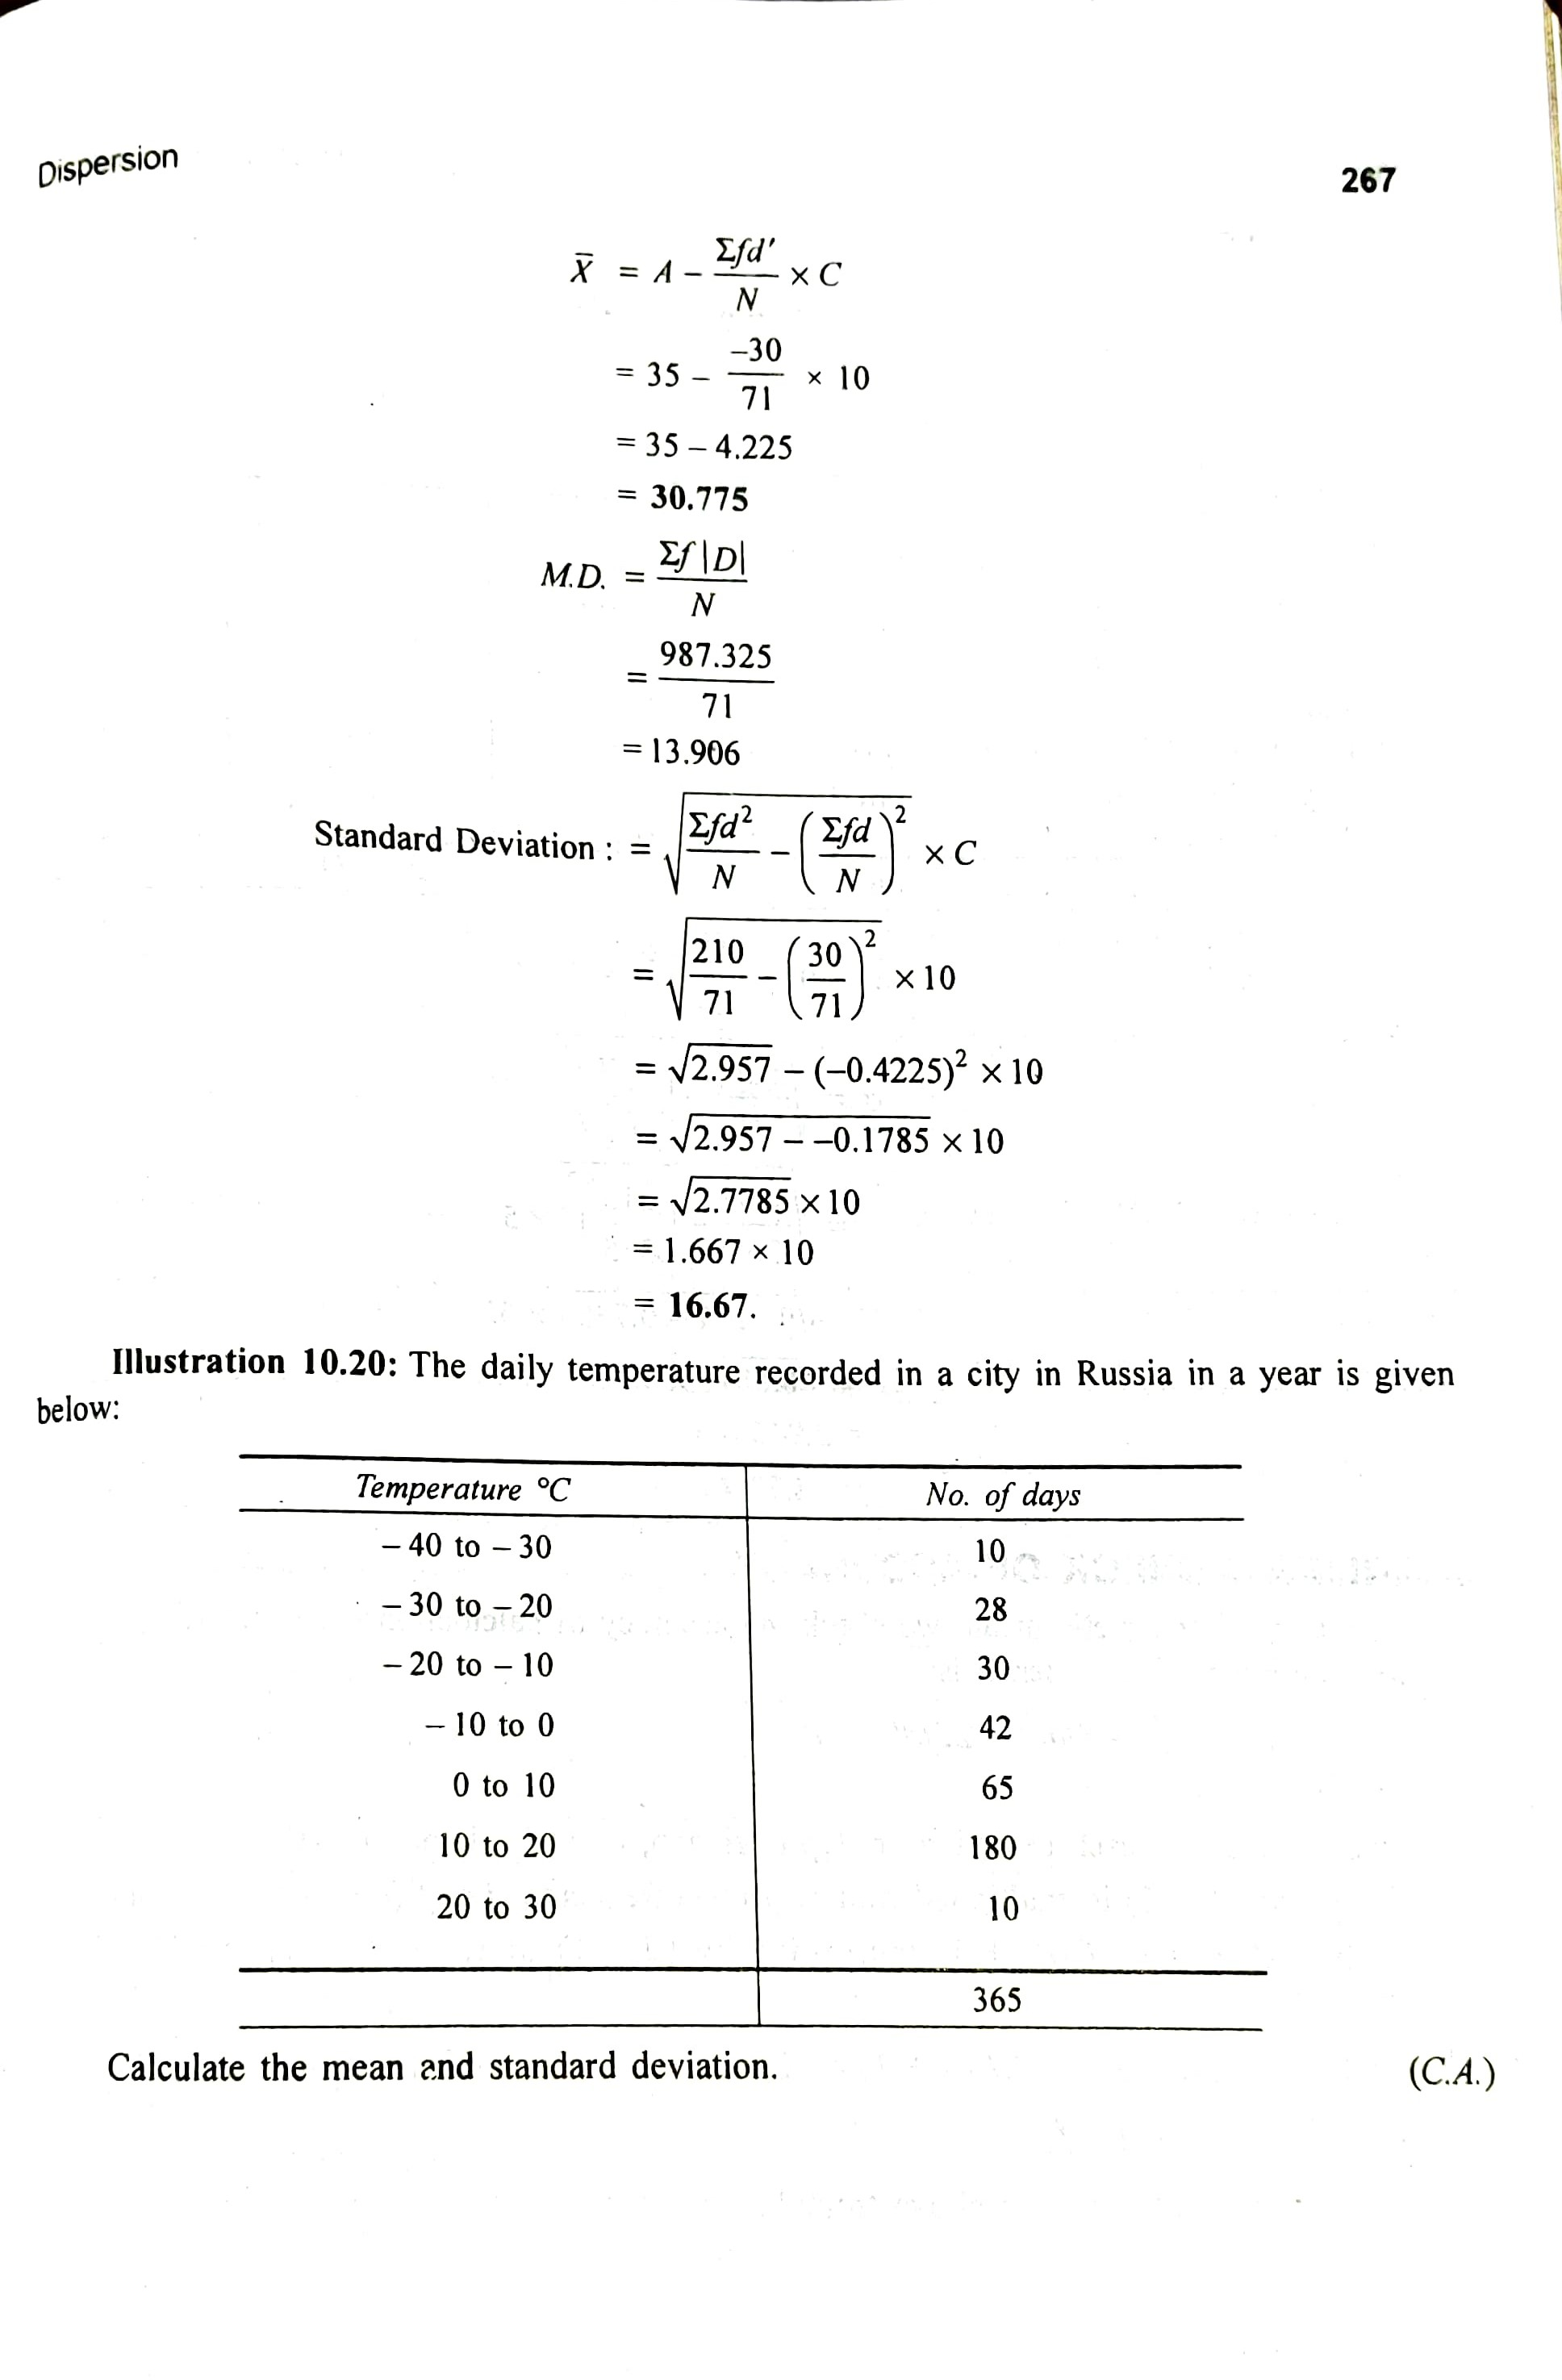 Dispersion
267
X̄ = A − Σfd′/N × C
= 35 − −30/71 × 10
= 35 − 4.225
= 30.775
M.D. = Σf |D|/N
= 987.325/71
= 13.906
Standard Deviation : = √(Σfd²/N − (Σfd/N)²) × C
= √(210/71 − (30/71)²) × 10
= √2.957 − (−0.4225)² × 10
= √(2.957 − −0.1785) × 10
= √2.7785 × 10
= 1.667 × 10
= 16.67.
Illustration 10.20: The daily temperature recorded in a city in Russia in a year is given
below:
Temperature °C No. of days
− 40 to − 30 10
− 30 to − 20 28
− 20 to − 10 30
− 10 to 0 42
0 to 10 65
10 to 20 180
20 to 30 10
365
Calculate the mean and standard deviation. (C.A.)